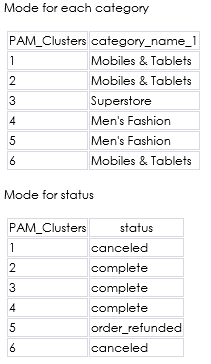 Mode for each category
PAM_Clusters category_name_1
1 Mobiles & Tablets
2 Mobiles & Tablets
3 Superstore
4 Men's Fashion
5 Men's Fashion
6 Mobiles & Tablets
Mode for status
PAM_Clusters status
1 canceled
2 complete
3 complete
4 complete
5 order_refunded
6 canceled